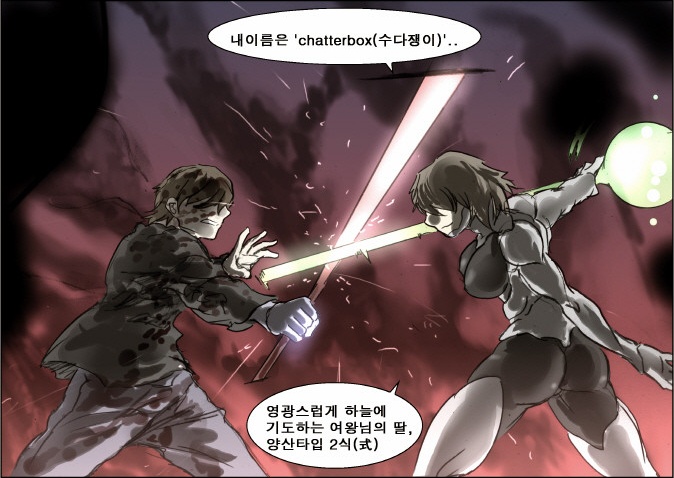 내이름은 'chatterbox(수다쟁이)'..
영광스럽게 하늘에
기도하는 여왕님의 딸,
양산타입 2식(式)